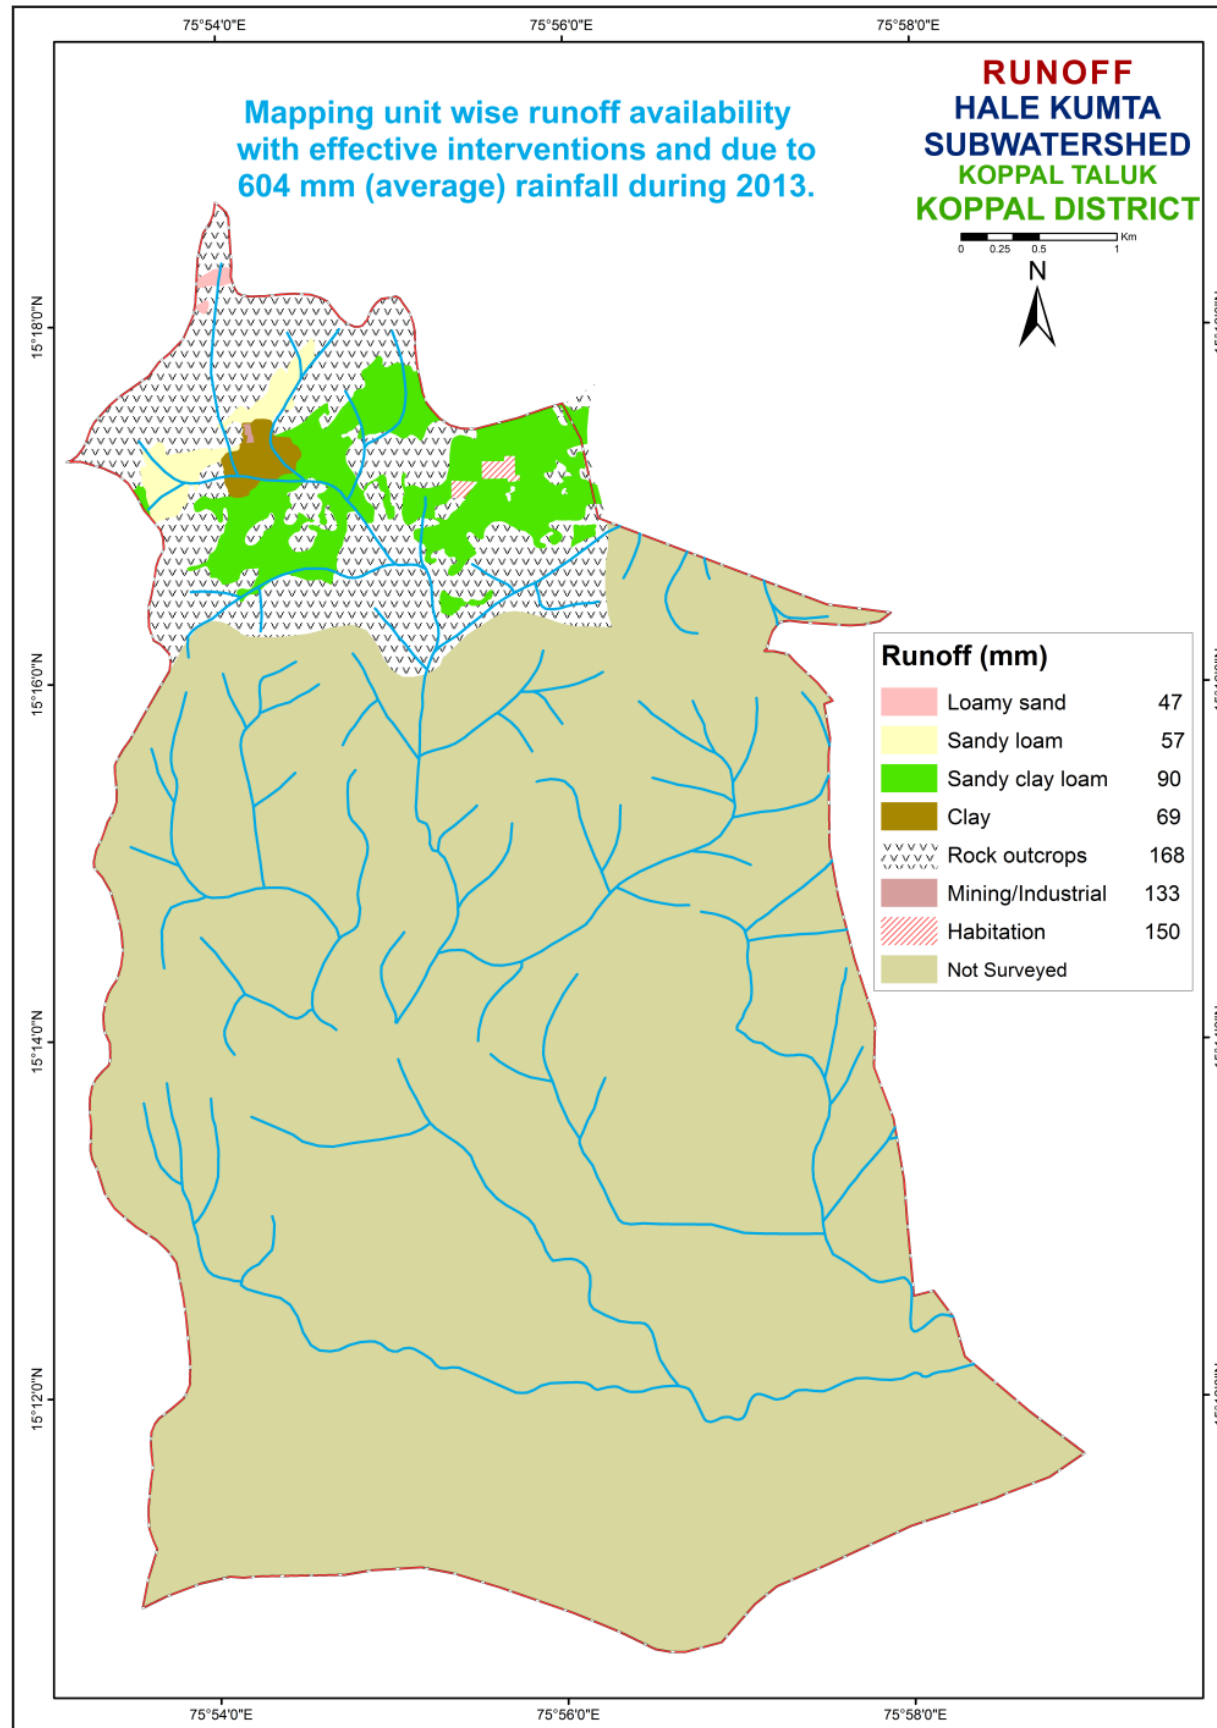 75°54'0"E
75°56'0"E
75°58'0"E
RUNOFF
HALE KUMTA
SUBWATERSHED
KOPPAL TALUK
KOPPAL DISTRICT
Mapping unit wise runoff availability
with effective interventions and due to
604 mm (average) rainfall during 2013.
0 0.25 0.5 1 Km
N
15°18'0"N
15°16'0"N
15°14'0"N
15°12'0"N
Runoff (mm)
Loamy sand 47
Sandy loam 57
Sandy clay loam 90
Clay 69
Rock outcrops 168
Mining/Industrial 133
Habitation 150
Not Surveyed
75°54'0"E
75°56'0"E
75°58'0"E